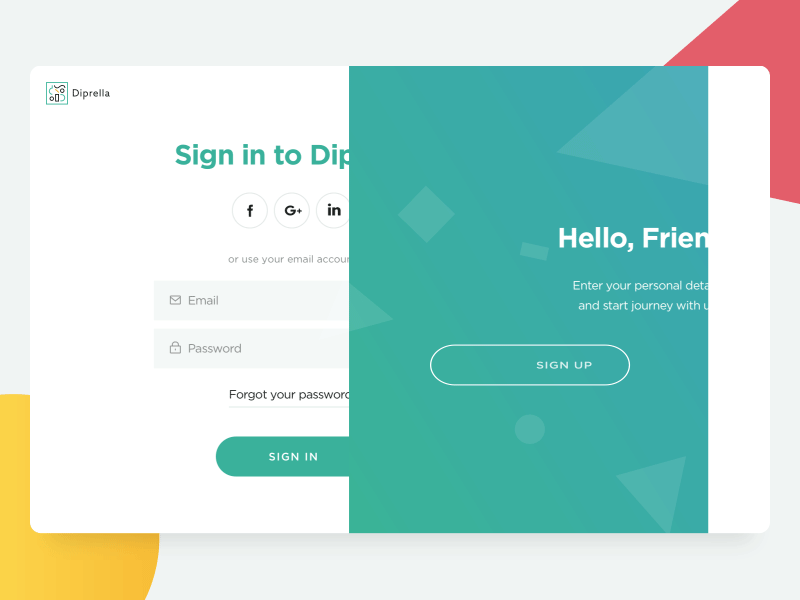 Diprella
Sign in to Dip
f
G+
in
or use your email accoun
Email
Password
Forgot your password
SIGN IN
Hello, Frien
Enter your personal deta
and start journey with u
SIGN UP